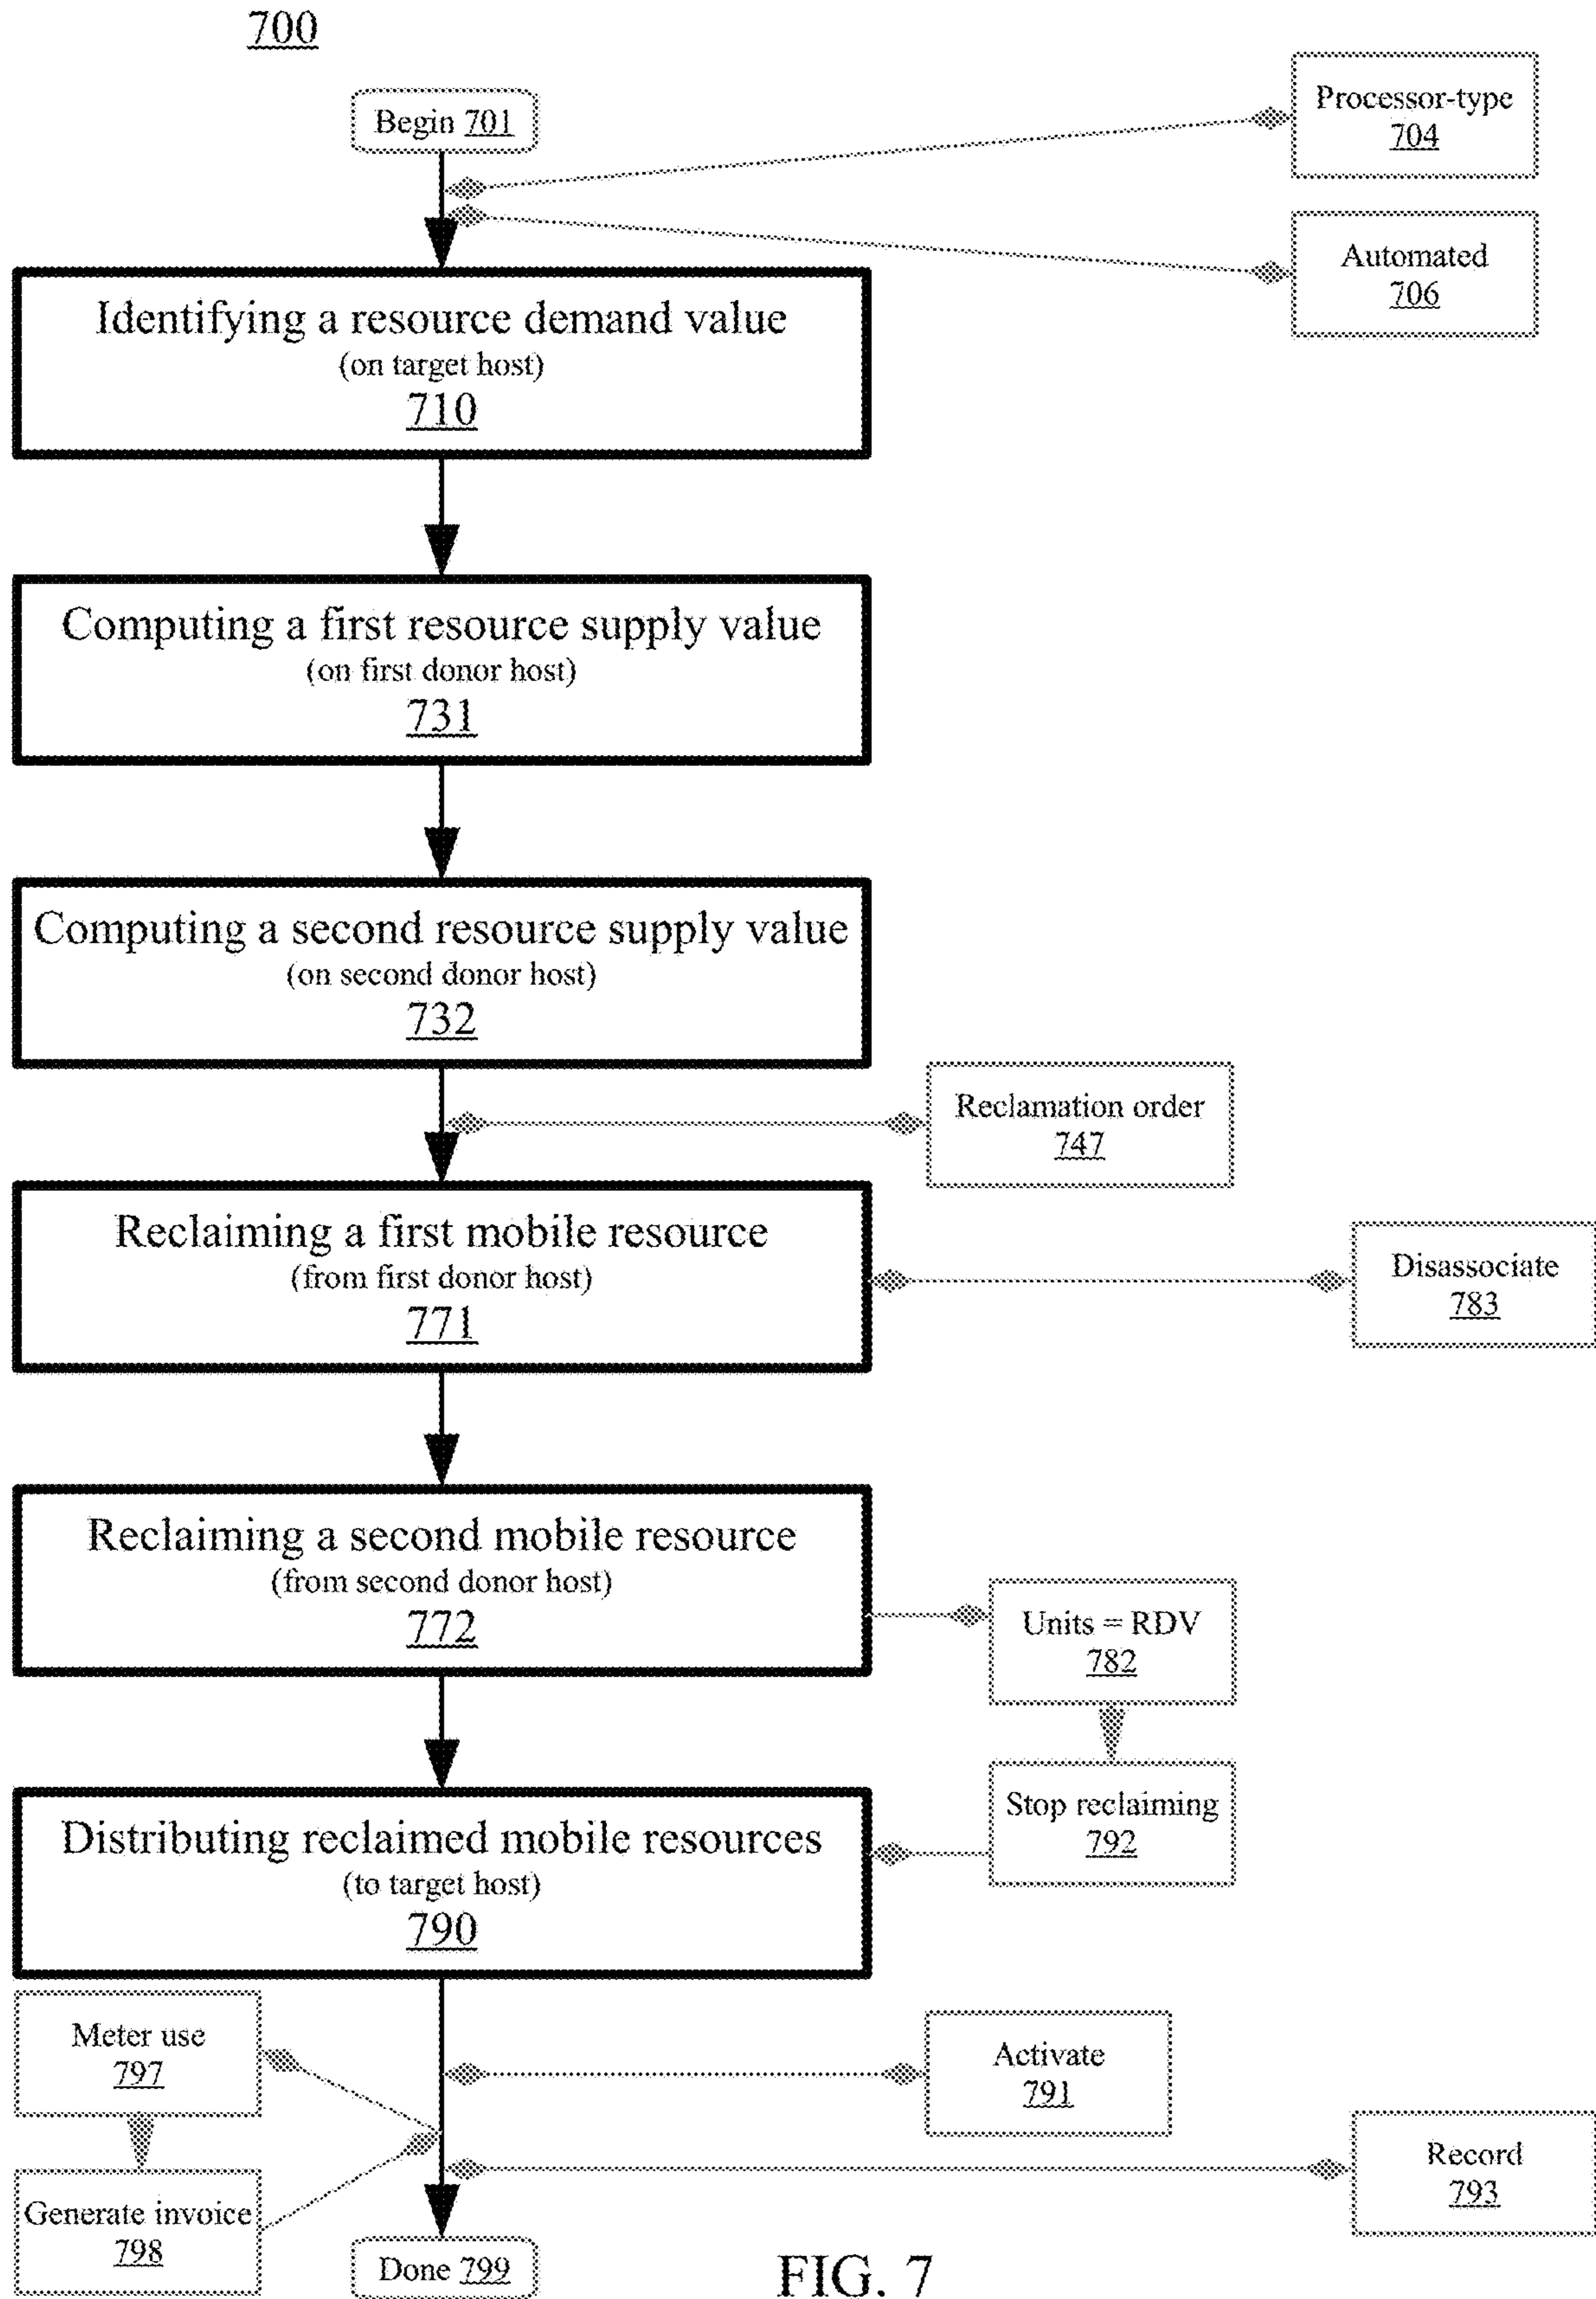 700
Begin 701
Processor-type
704
Automated
706
Identifying a resource demand value
(on target host)
710
Computing a first resource supply value
(on first donor host)
731
Computing a second resource supply value
(on second donor host)
732
Reclamation order
747
Reclaiming a first mobile resource
(from first donor host)
771
Disassociate
783
Reclaiming a second mobile resource
(from second donor host)
772
Units = RDV
782
Stop reclaiming
792
Distributing reclaimed mobile resources
(to target host)
790
Meter use
797
Activate
791
Record
793
Generate invoice
798
Done 799
FIG. 7